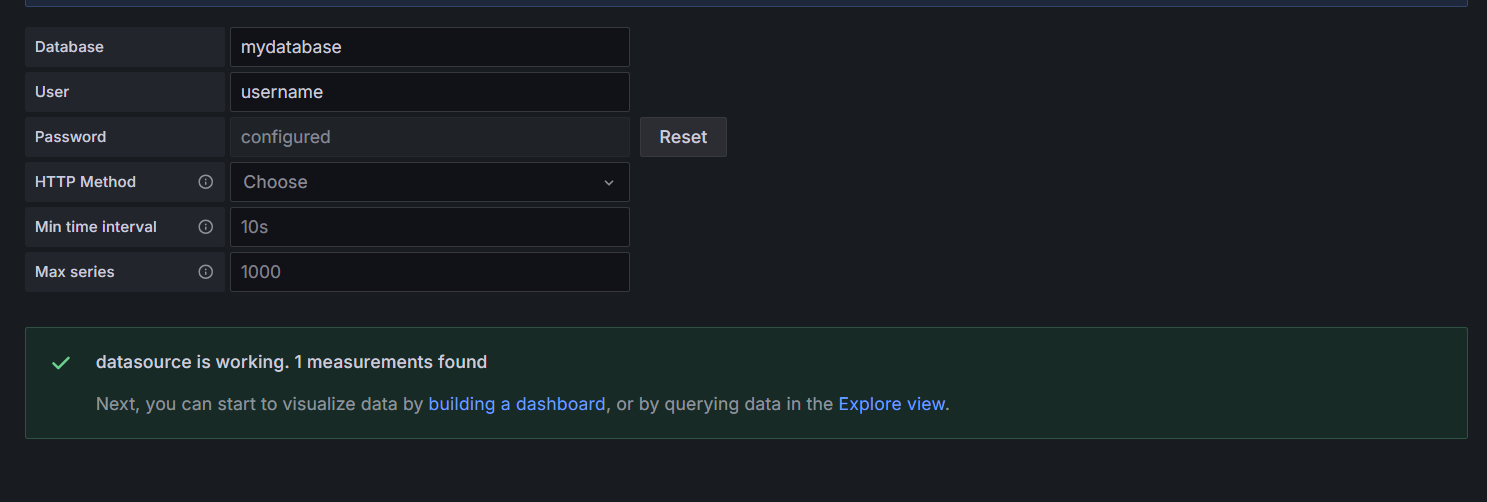 Database mydatabase
User username
Password configured Reset
HTTP Method Choose
Min time interval 10s
Max series 1000
datasource is working. 1 measurements found
Next, you can start to visualize data by building a dashboard, or by querying data in the Explore view.